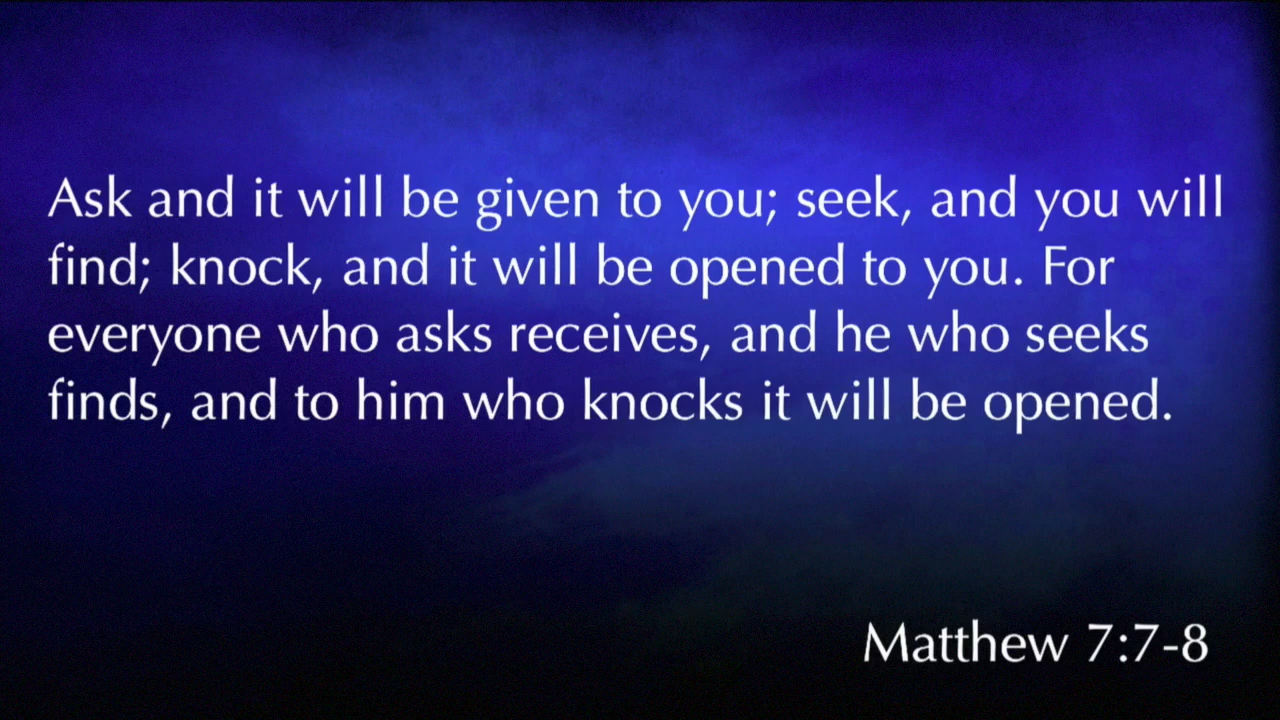 Ask and it will be given to you; seek, and you will
find; knock, and it will be opened to you. For
everyone who asks receives, and he who seeks
finds, and to him who knocks it will be opened.
Matthew 7:7-8